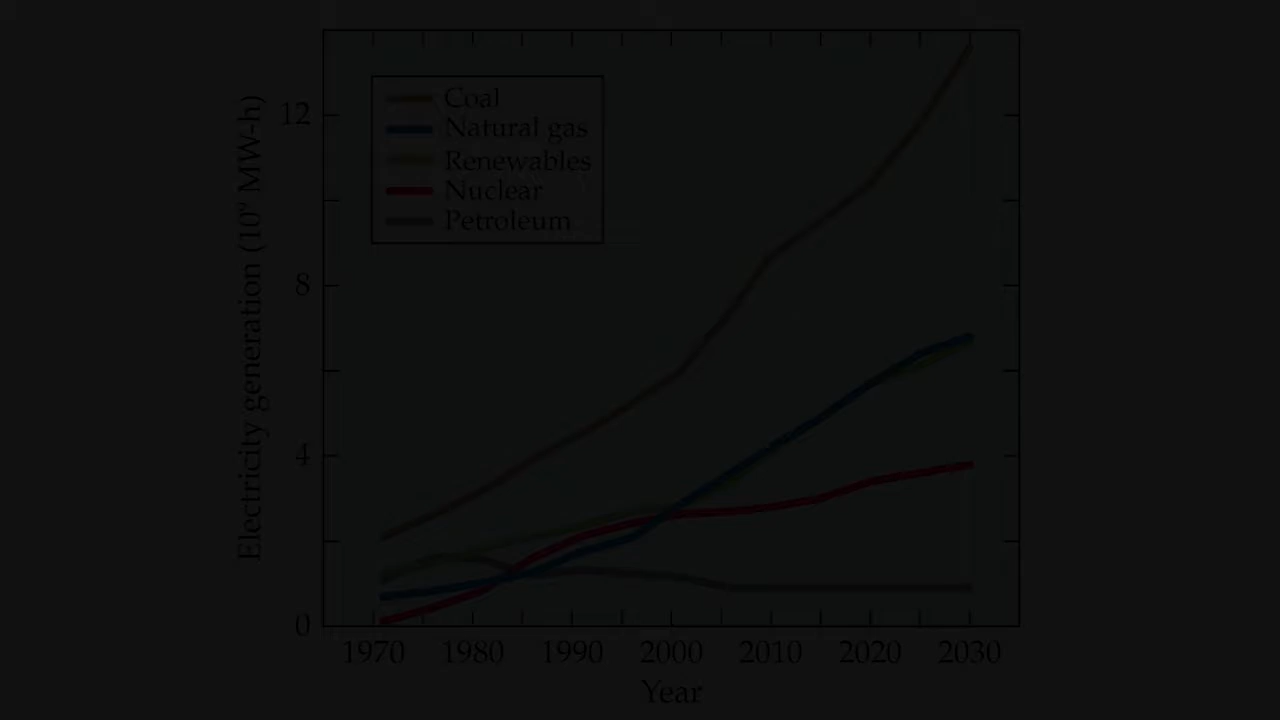 Coal
Natural gas
Renewables
Nuclear
Petroleum
Electricity generation (10⁹ MW-h)
12
8
4
0
1970 1980 1990 2000 2010 2020 2030
Year